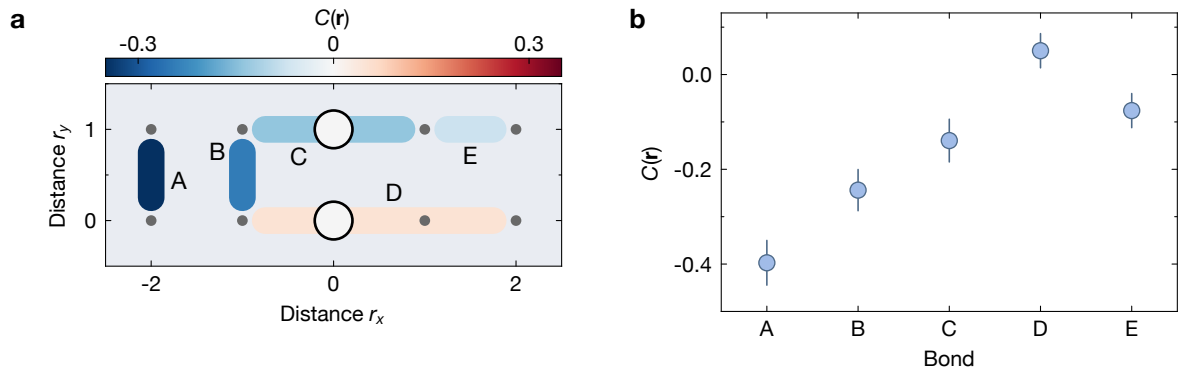 a
C(r)
-0.3 0 0.3
Distance r_y
1
0
A
B
C
D
E
-2 0 2
Distance r_x
b
C(r)
0.0
-0.2
-0.4
A B C D E
Bond